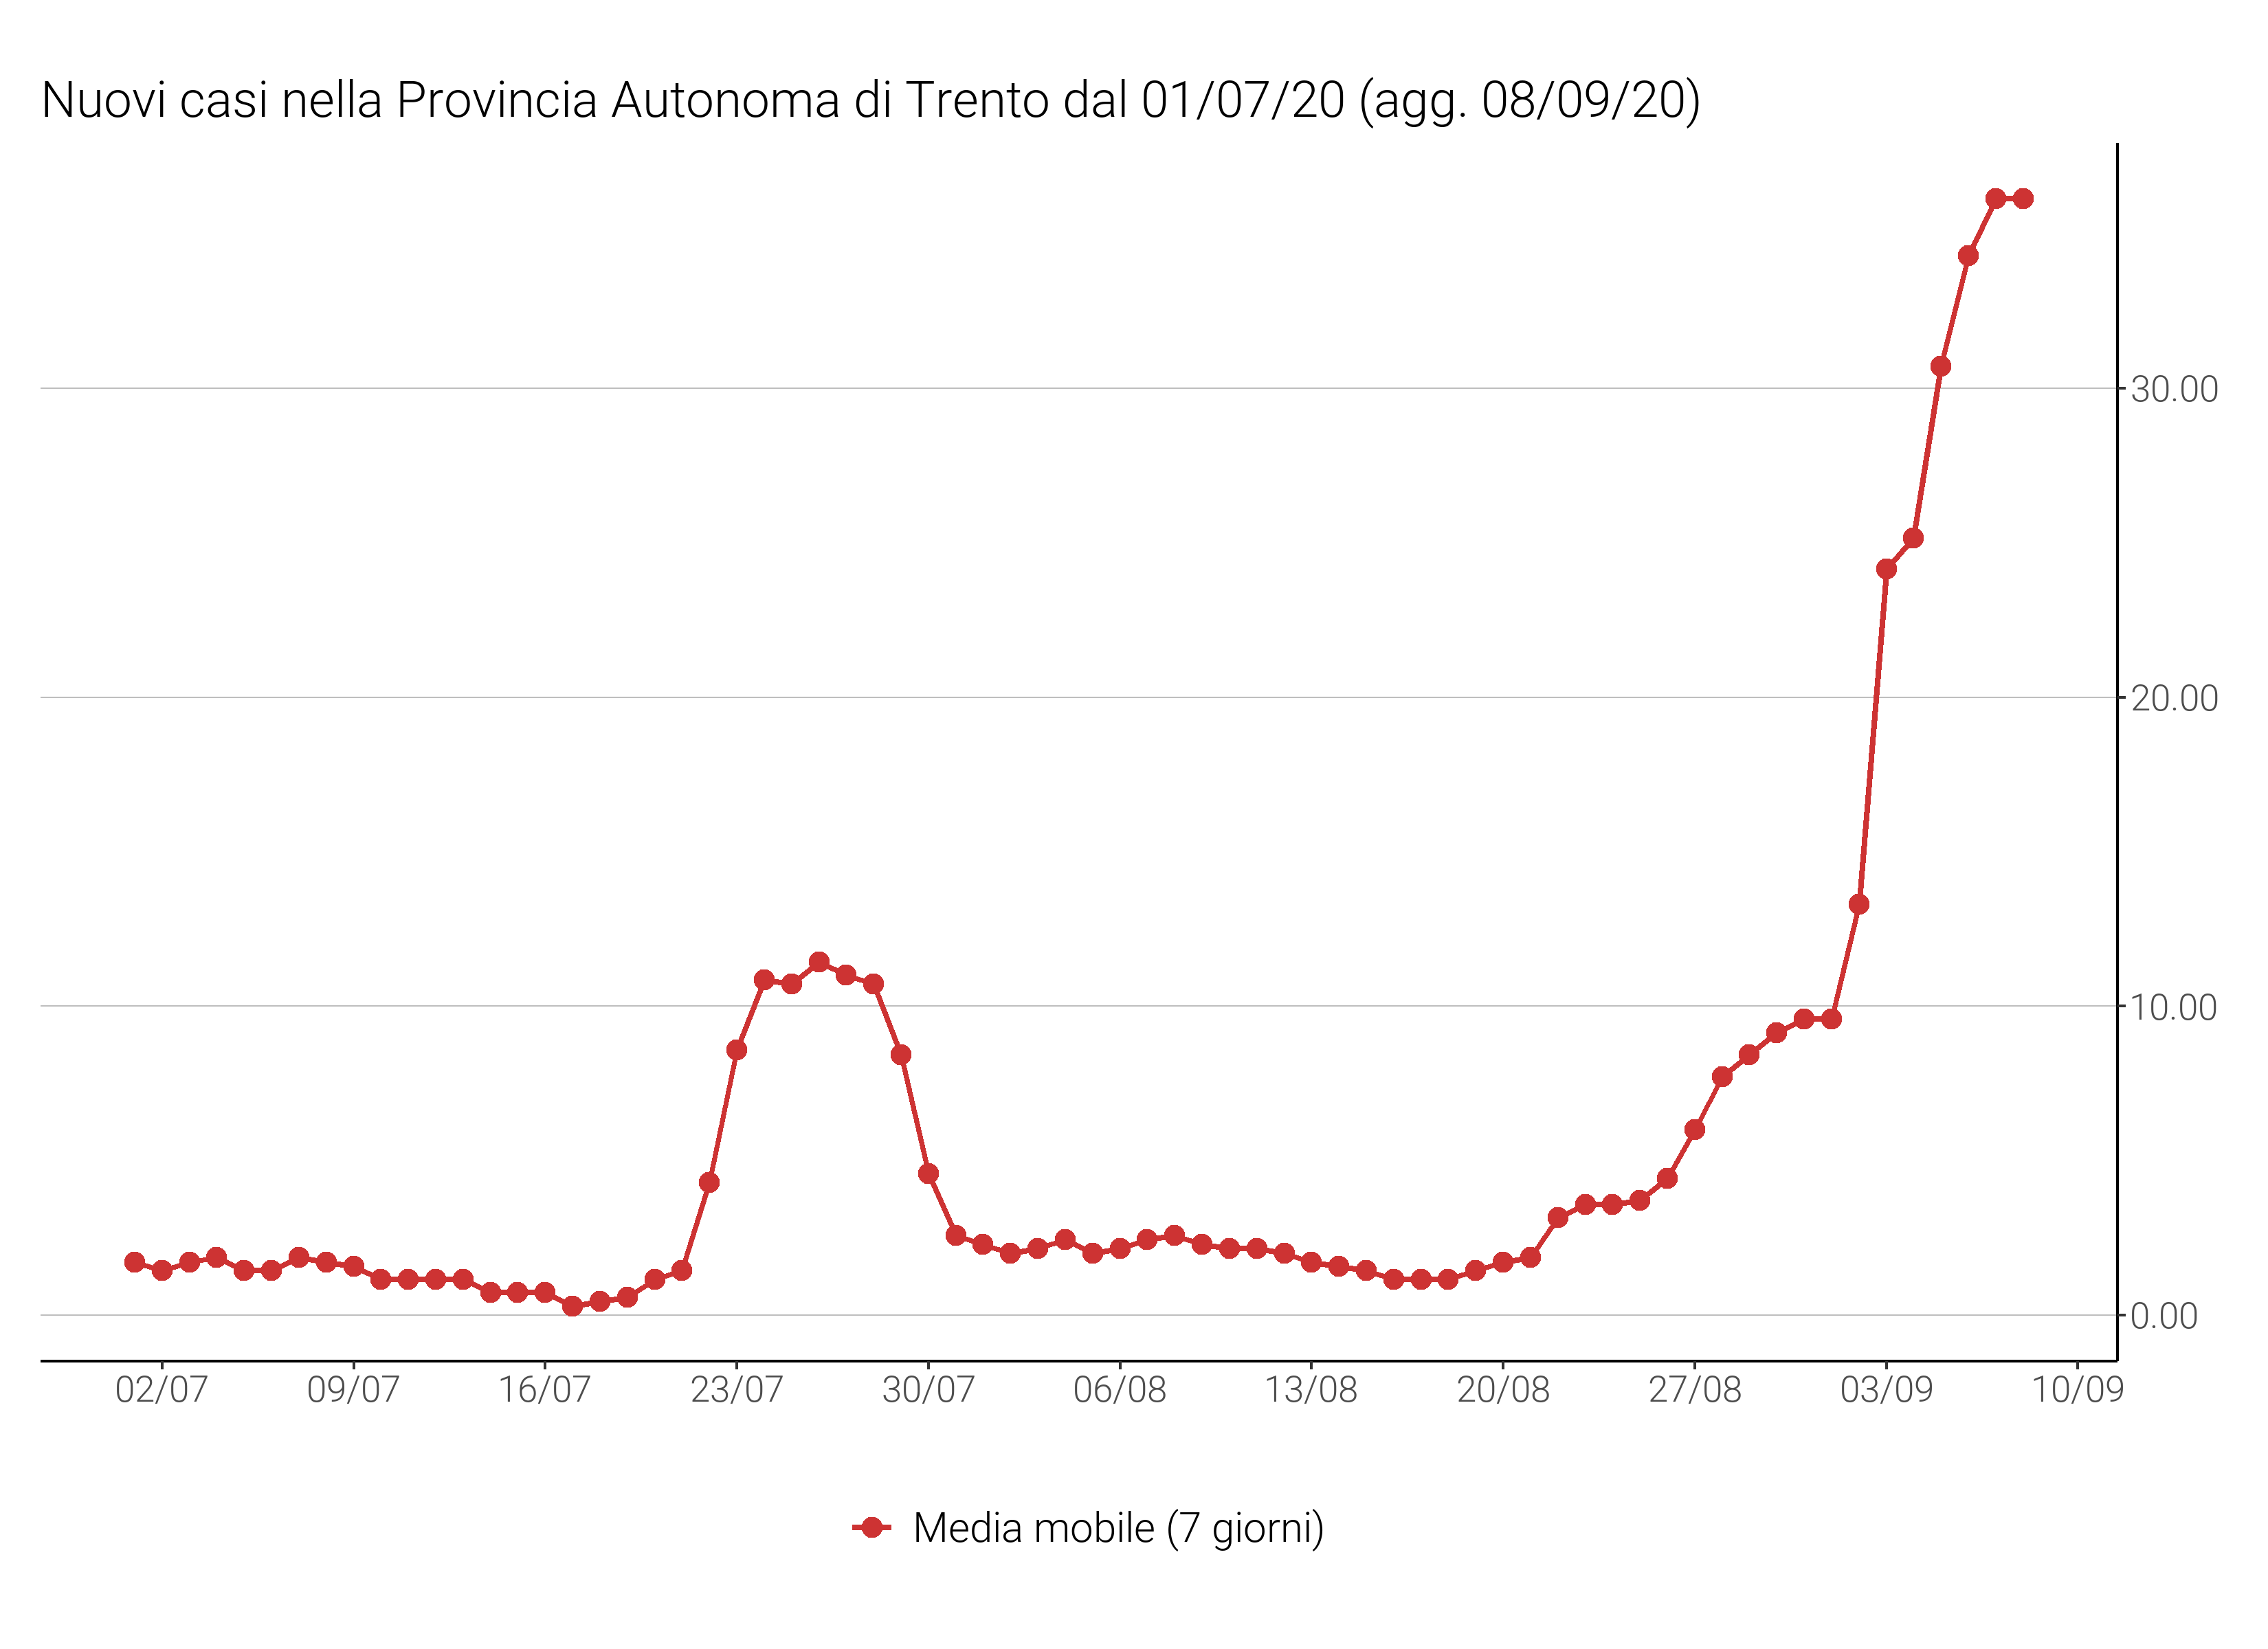 Nuovi casi nella Provincia Autonoma di Trento dal 01/07/20 (agg. 08/09/20)
30.00
20.00
10.00
0.00
02/07 09/07 16/07 23/07 30/07 06/08 13/08 20/08 27/08 03/09 10/09
Media mobile (7 giorni)